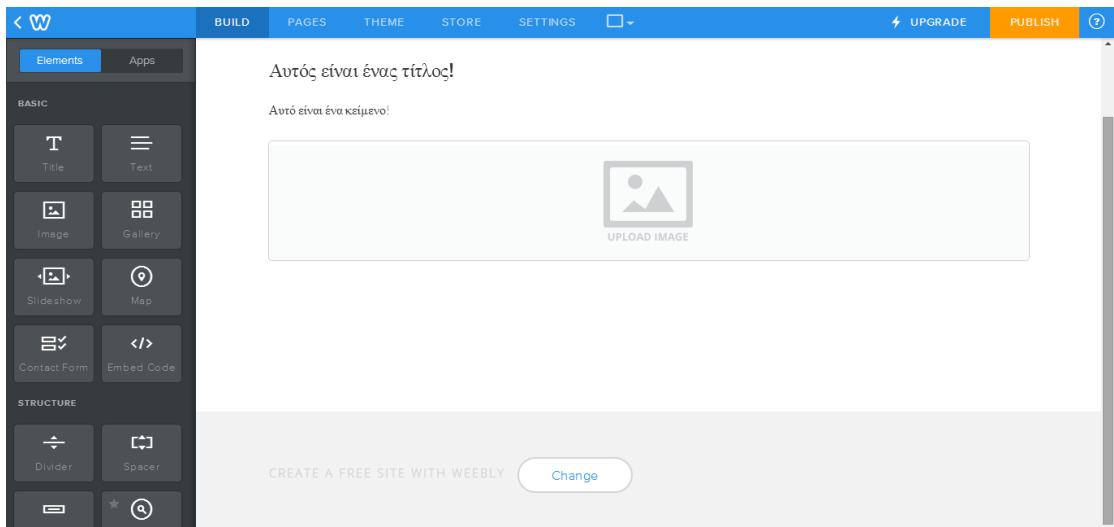 BUILD PAGES THEME STORE SETTINGS UPGRADE PUBLISH ?
Elements Apps
BASIC
Title Text
Image Gallery
Slideshow Map
Contact Form Embed Code
STRUCTURE
Divider Spacer
Αυτός είναι ένας τίτλος!
Αυτό είναι ένα κείμενο!
UPLOAD IMAGE
CREATE A FREE SITE WITH WEEBLY Change